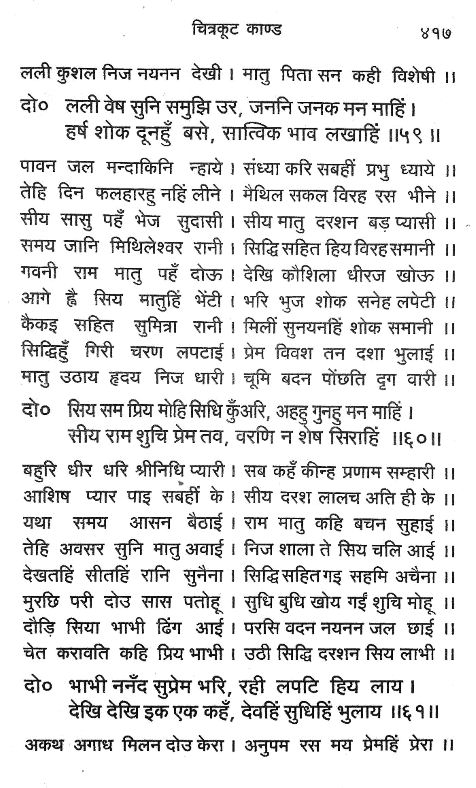 चित्रकूट काण्ड ४१७
लली कुशल निज नयनन देखी । मातु पिता सन कही विशेषी ॥
दो० लली वेष सुनि समुझि उर, जननि जनक मन माहिं ।
हर्ष शोक दूनहुँ बसे, सात्विक भाव लखाहिं ॥५९॥
पावन जल मन्दाकिनि न्हाये । संध्या करि सबहीं प्रभु ध्याये ॥
तेहि दिन फलहारहु नहिं लीने । मैथिल सकल विरह रस भीने ॥
सीय सासु पहँ भेज सुदासी । सीय मातु दरशन बड़ प्यासी ॥
समय जानि मिथिलेश्वर रानी । सिद्धि सहित हिय विरह समानी ॥
गवनी राम मातु पहँ दोऊ । देखि कौशिला धीरज खोऊ ॥
आगे ह्वै सिय मातुहिं भेंटी । भरि भुज शोक सनेह लपेटी ॥
कैकइ सहित सुमित्रा रानी । मिलीं सुनयनहिं शोक समानी ॥
सिद्धिहुँ गिरी चरण लपटाई । प्रेम विवश तन दशा भुलाई ॥
मातु उठाय हृदय निज धारी । चूमि बदन पोंछति दृग वारी ॥
दो० सिय सम प्रिय मोहि सिधि कुँअरि, अहहु गुनहु मन माहिं ।
सीय राम शुचि प्रेम तव, वरणि न शेष सिराहिं ॥६०॥
बहुरि धीर धरि श्रीनिधि प्यारी । सब कहँ कीन्ह प्रणाम सम्हारी ॥
आशिष प्यार पाइ सबहीं के । सीय दरश लालच अति ही के ॥
यथा समय आसन बैठाई । राम मातु कहि बचन सुहाई ॥
तेहि अवसर सुनि मातु अवाई । निज शाला ते सिय चलि आई ॥
देखतहिं सीतहिं रानि सुनैना । सिद्धि सहित गइ सहमि अचैना ॥
मुरछि परी दोउ सास पतोहू । सुधि बुधि खोय गईं शुचि मोहू ॥
दौड़ि सिया भाभी ढिंग आई । परसि वदन नयनन जल छाई ॥
चेत करावति कहि प्रिय भाभी । उठी सिद्धि दरशन सिय लाभी ॥
दो० भाभी ननँद सुप्रेम भरि, रही लपटि हिय लाय ।
देखि देखि इक एक कहँ, देवहिं सुधिहिं भुलाय ॥६१॥
अकथ अगाध मिलन दोउ केरा । अनुपम रस मय प्रेमहिं प्रेरा ॥